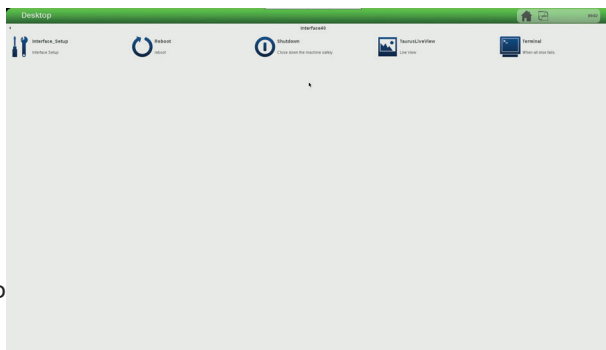 Desktop
Interface40
Interface_Setup
Interface Setup
Reboot
reboot
Shutdown
Close down the machine safely
TaurusLiveView
Live View
Terminal
When all else fails.